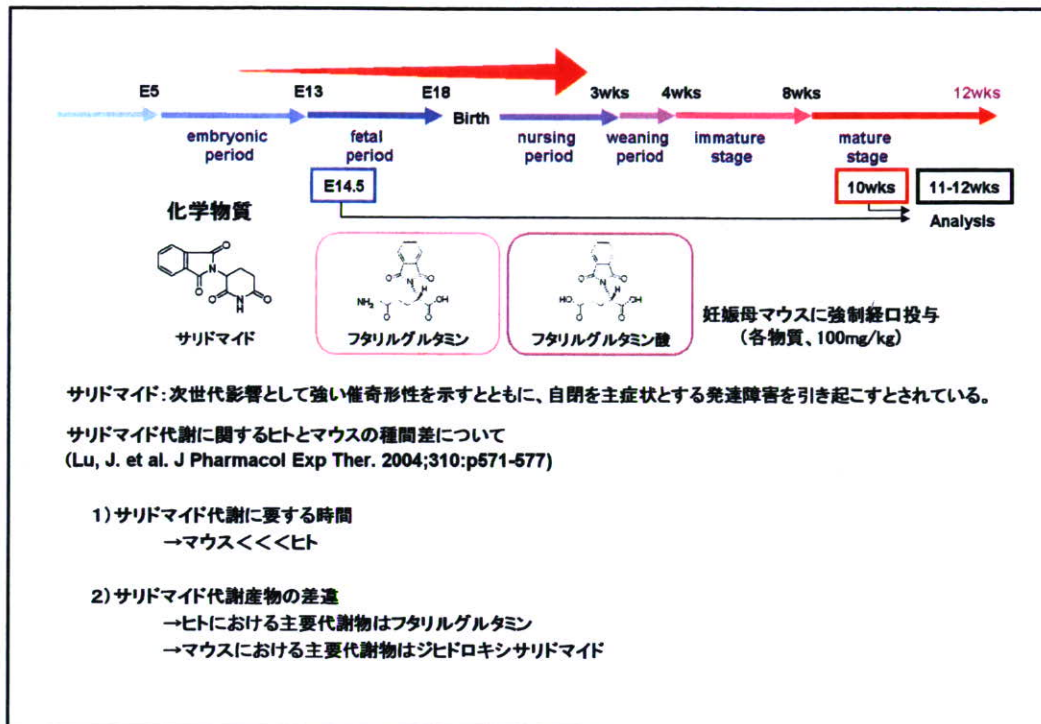 E5 E13 E18 Birth 3wks 4wks 8wks 12wks
embryonic period
fetal period
nursing period
weaning period
immature stage
mature stage
E14.5
10wks
11-12wks
Analysis
化学物質
O
O
N
O
N
H
O
サリドマイド
O
N
O
H
NH₂
OH
O
O
フタリルグルタミン
O
N
O
H
HO
OH
O
O
フタリルグルタミン酸
妊娠母マウスに強制経口投与
(各物質、100mg/kg)
サリドマイド:次世代影響として強い催奇形性を示すとともに、自閉を主症状とする発達障害を引き起こすとされている。
サリドマイド代謝に関するヒトとマウスの種間差について
(Lu, J. et al. J Pharmacol Exp Ther. 2004;310:p571-577)
1)サリドマイド代謝に要する時間
→マウス<<<ヒト
2)サリドマイド代謝産物の差違
→ヒトにおける主要代謝物はフタリルグルタミン
→マウスにおける主要代謝物はジヒドロキシサリドマイド